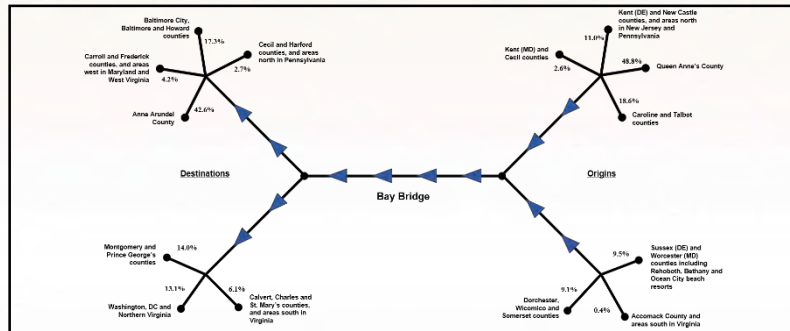 Baltimore City,
Baltimore and Howard
counties
17.3%
Cecil and Harford
counties, and areas
north in Pennsylvania
2.7%
Carroll and Frederick
counties, and areas
west in Maryland and
West Virginia
4.2%
Anne Arundel
County
42.6%
Kent (DE) and New Castle
counties, and areas north
in New Jersey and
Pennsylvania
11.0%
Kent (MD) and
Cecil counties
2.6%
48.8%
Queen Anne's County
18.6%
Caroline and Talbot
counties
Destinations
Bay Bridge
Origins
Montgomery and
Prince George's
counties
14.0%
13.1%
Washington, DC and
Northern Virginia
6.1%
Calvert, Charles and
St. Mary's counties,
and areas south in
Virginia
9.5%
Sussex (DE) and
Worcester (MD)
counties including
Rehoboth, Bethany and
Ocean City beach
resorts
9.1%
Dorchester,
Wicomico and
Somerset counties
0.4%
Accomack County and
areas south in Virginia